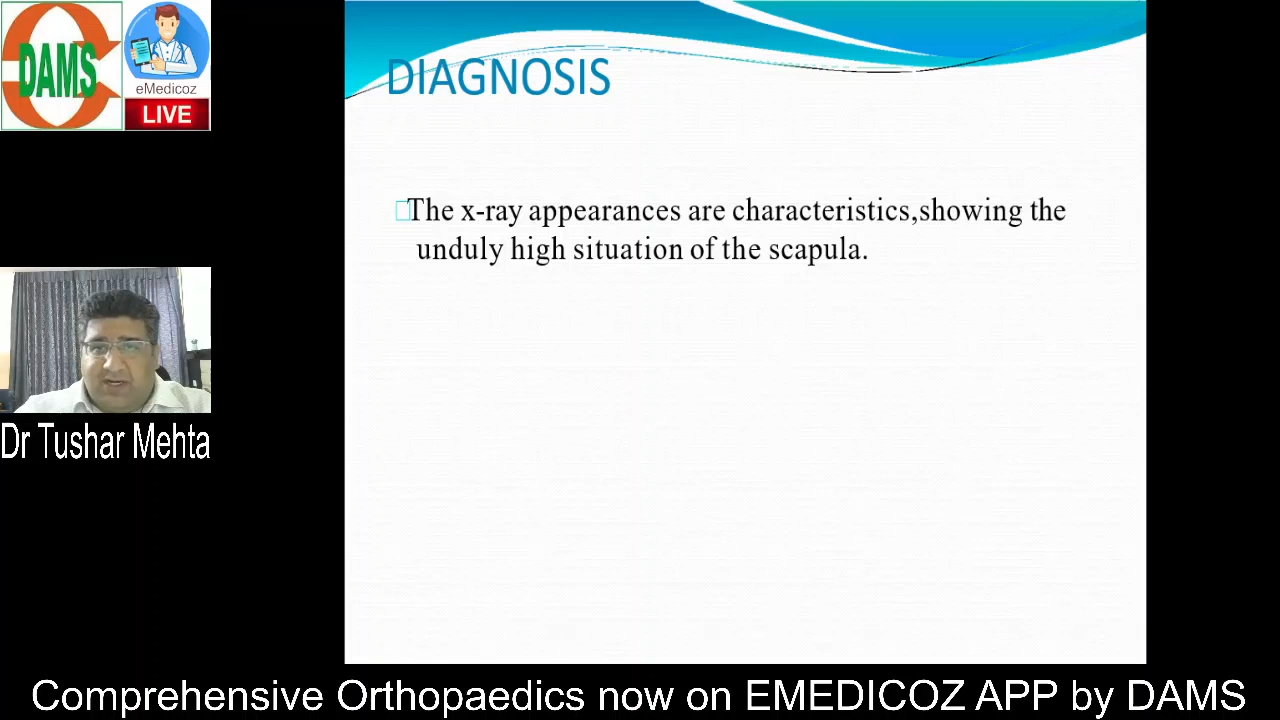 DAMS
eMedicoz
LIVE
DIAGNOSIS
The x-ray appearances are characteristics,showing the
unduly high situation of the scapula.
Dr Tushar Mehta
Comprehensive Orthopaedics now on EMEDICOZ APP by DAMS